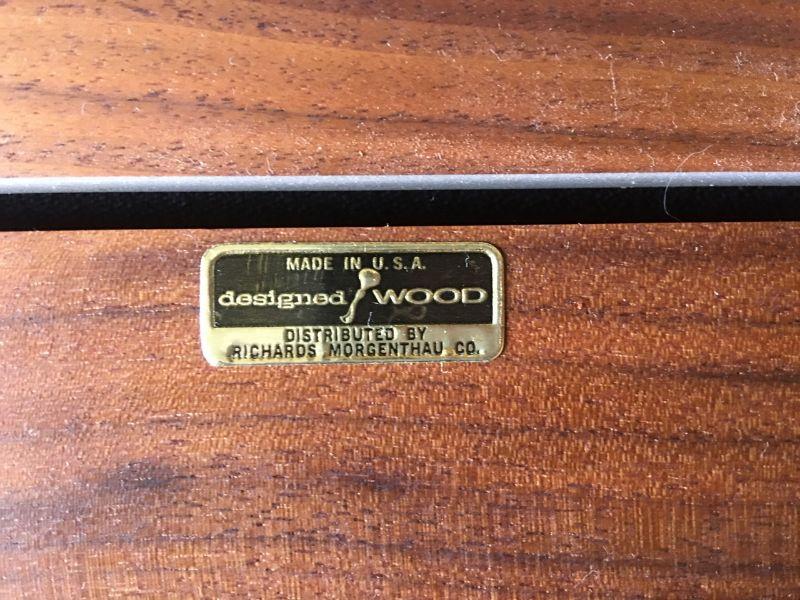 MADE IN U.S.A.
designed WOOD
DISTRIBUTED BY
RICHARDS MORGENTHAU CO.